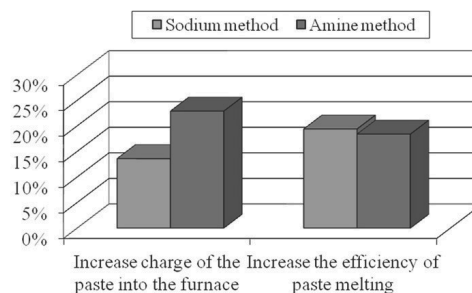 Sodium method Amine method
30%
25%
20%
15%
10%
5%
0%
Increase charge of the Increase the efficiency of
paste into the furnace paste melting